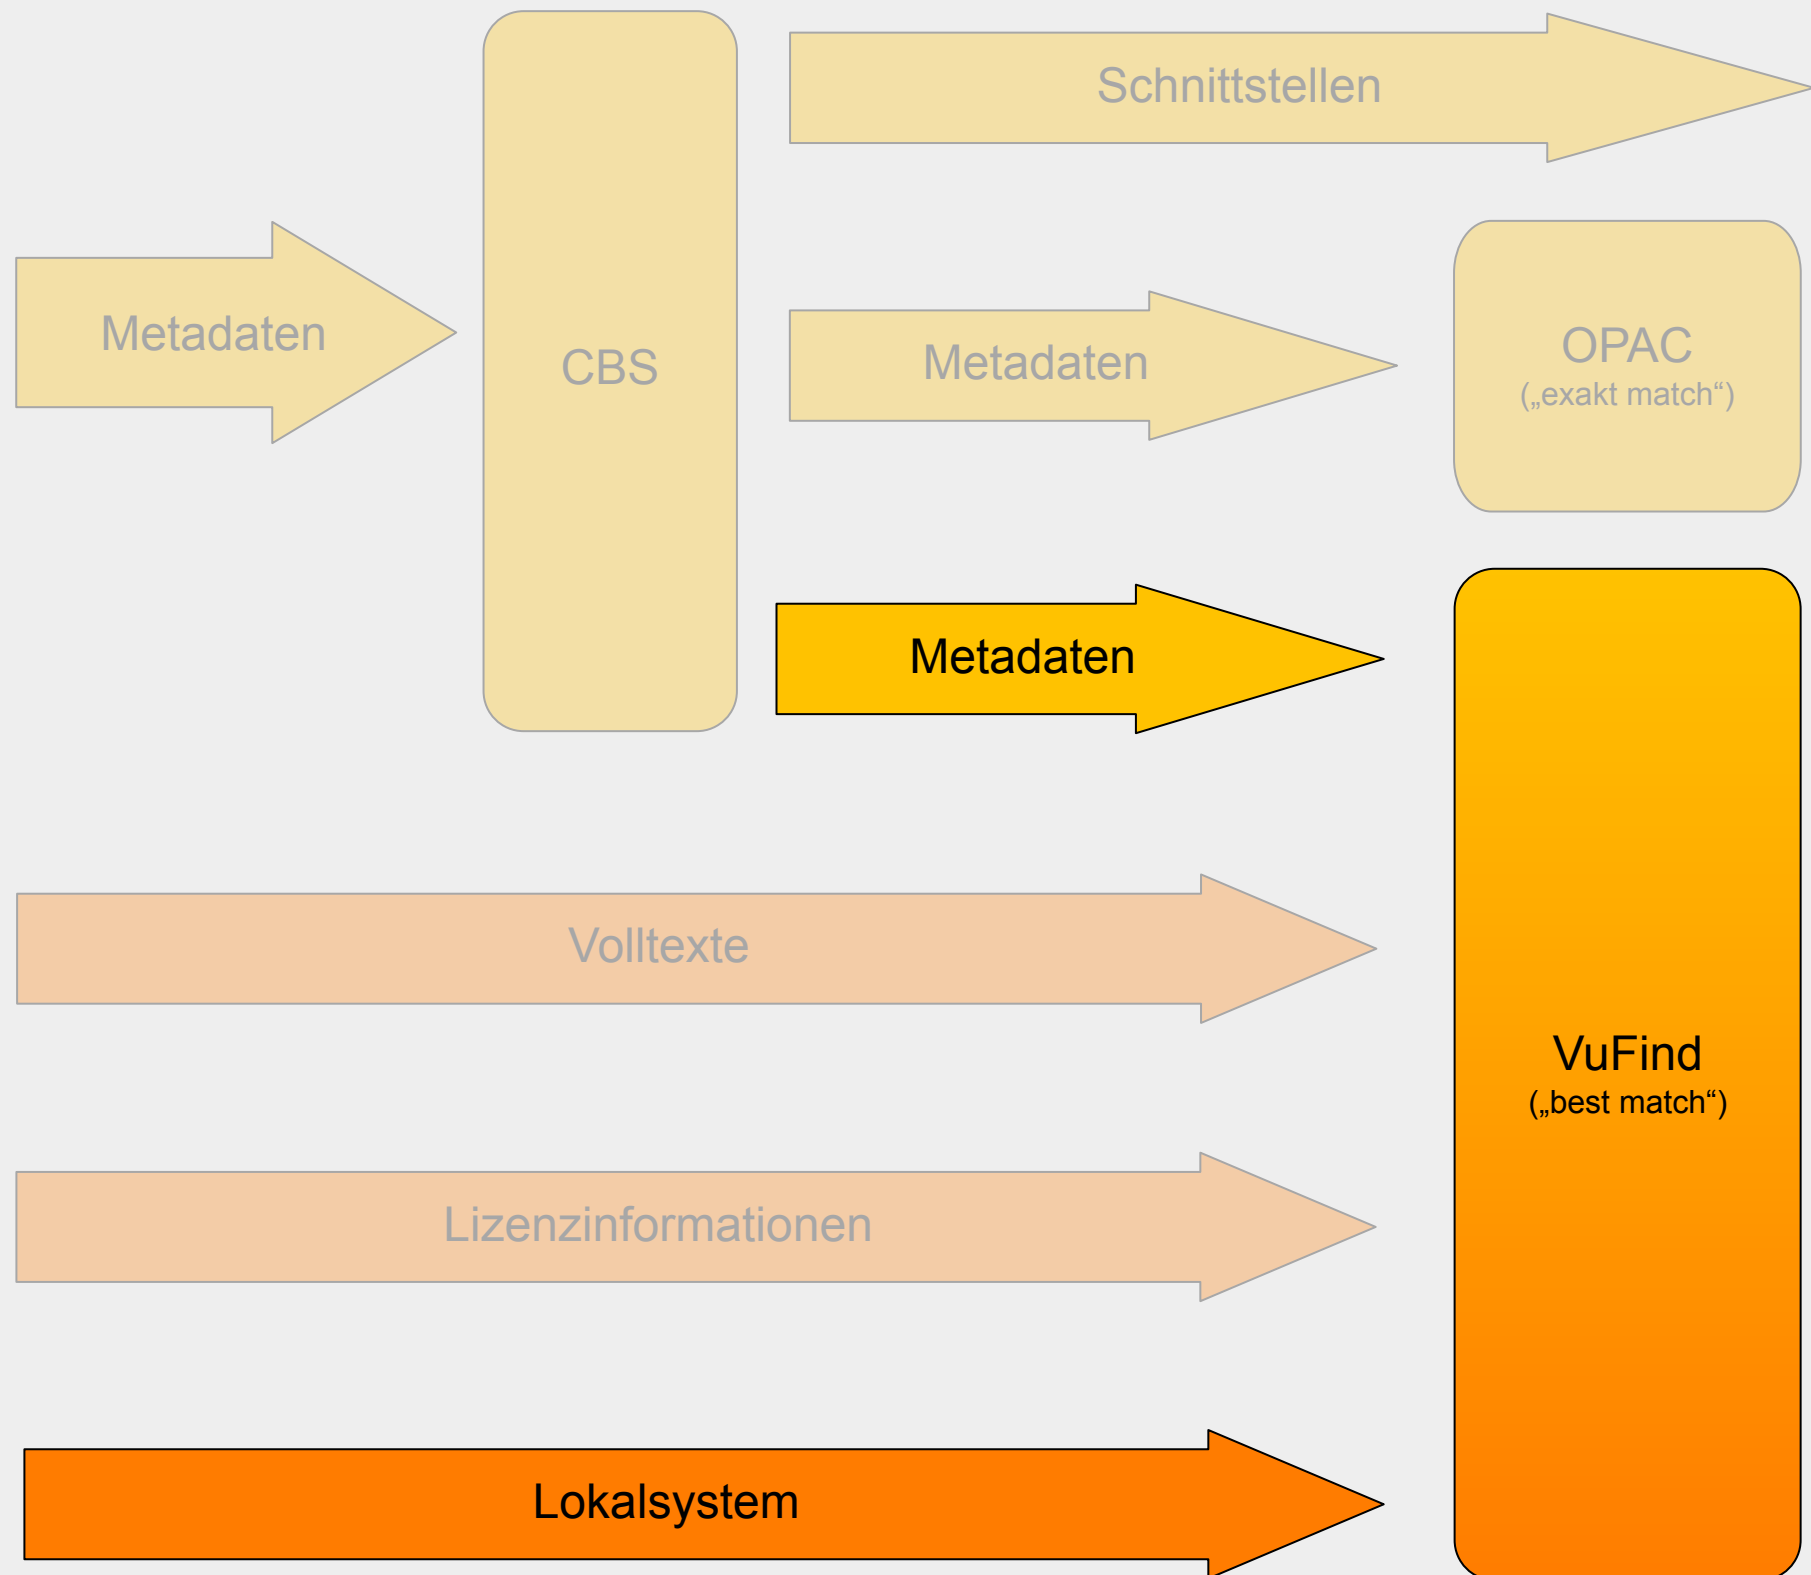 Schnittstellen
Metadaten
CBS
Metadaten
OPAC
(„exakt match“)
Metadaten
Volltexte
VuFind
(„best match“)
Lizenzinformationen
Lokalsystem